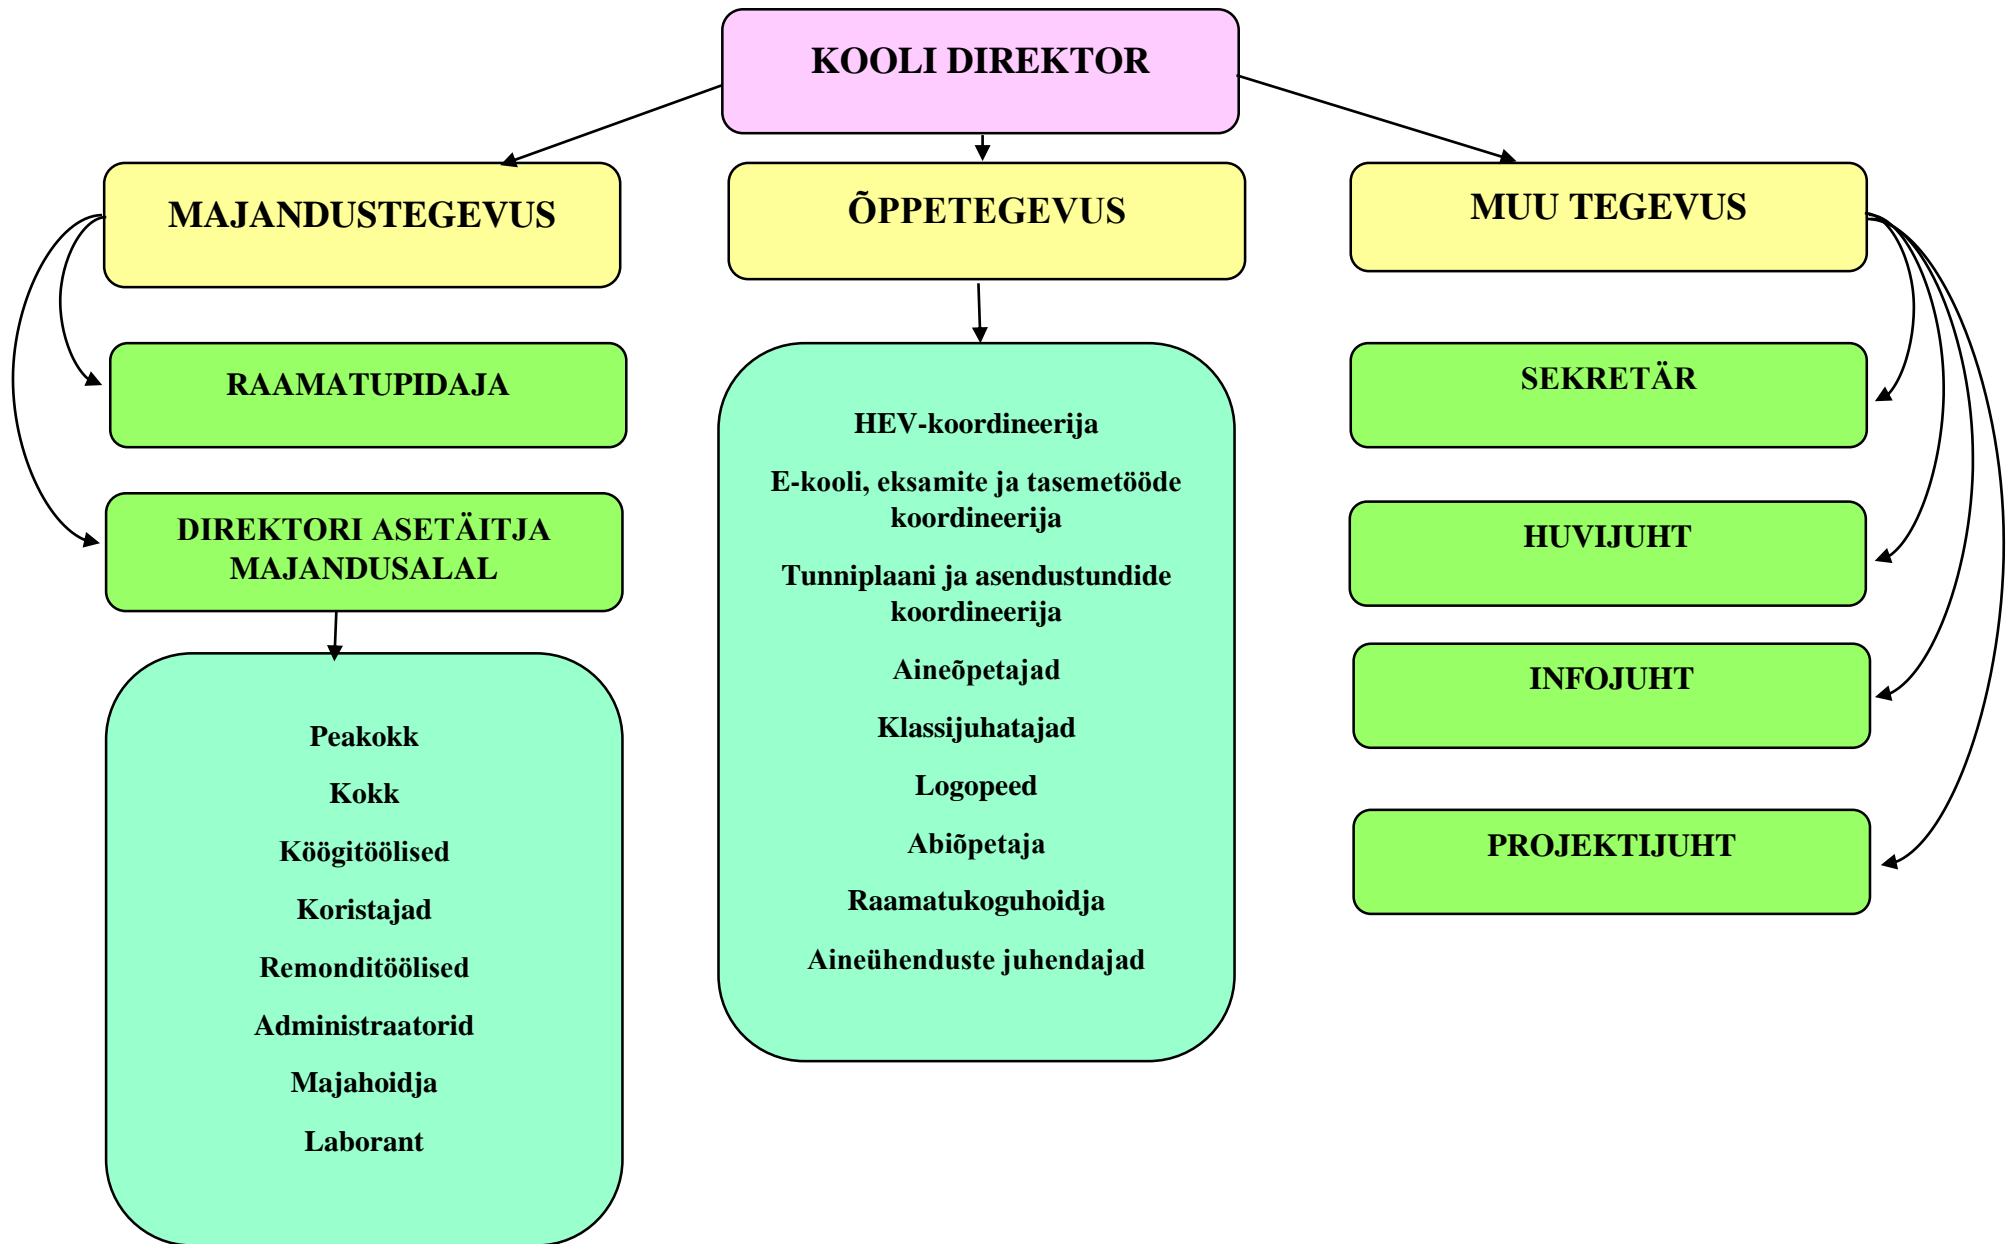 KOOLI DIREKTOR
MAJANDUSTEGEVUS
ÕPPETEGEVUS
MUU TEGEVUS
RAAMATUPIDAJA
DIREKTORI ASETÄITJA
MAJANDUSALAL
Peakokk
Kokk
Köögitöölised
Koristajad
Remonditöölised
Administraatorid
Majahoidja
Laborant
HEV-koordineerija
E-kooli, eksamite ja tasemetööde
koordineerija
Tunniplaani ja asendustundide
koordineerija
Aineõpetajad
Klassijuhatajad
Logopeed
Abiõpetaja
Raamatukoguhoidja
Aineühenduste juhendajad
SEKRETÄR
HUVIJUHT
INFOJUHT
PROJEKTIJUHT